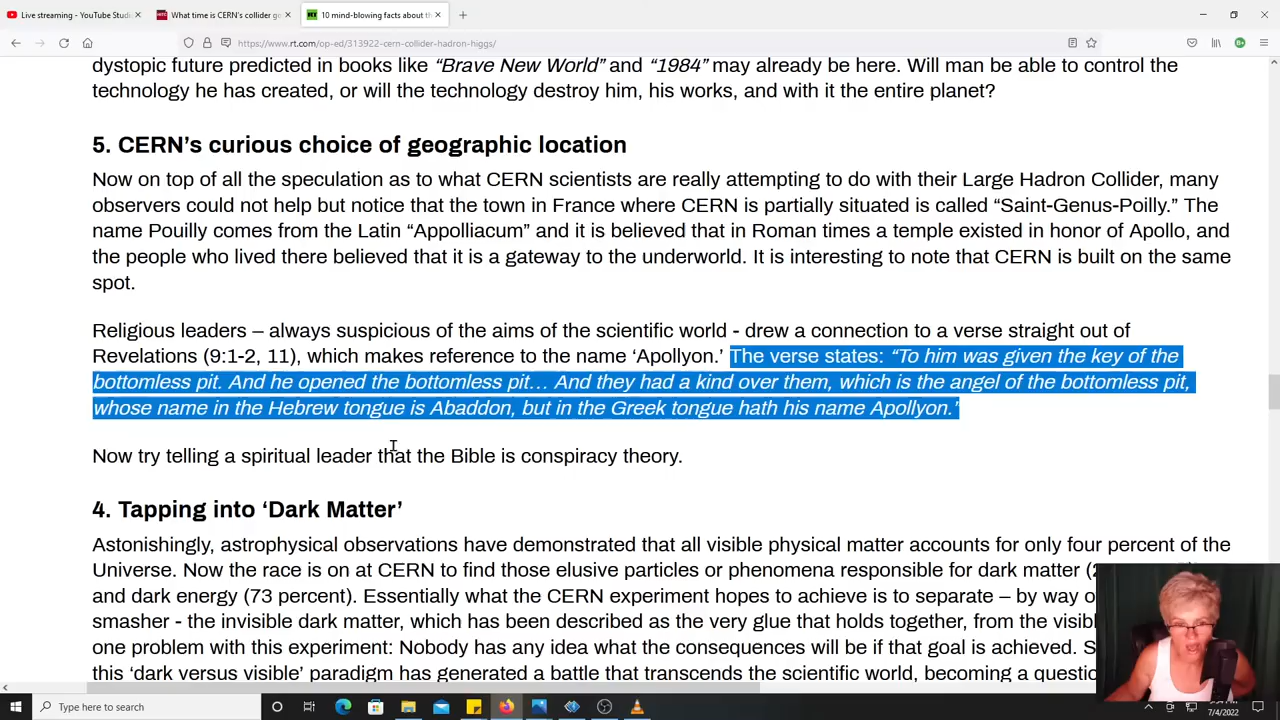 Live streaming - YouTube Studi
What time is CERN's collider go
10 mind-blowing facts about th
https://www.rt.com/op-ed/313922-cern-collider-hadron-higgs/
dystopic future predicted in books like “Brave New World” and “1984” may already be here. Will man be able to control the
technology he has created, or will the technology destroy him, his works, and with it the entire planet?
5. CERN’s curious choice of geographic location
Now on top of all the speculation as to what CERN scientists are really attempting to do with their Large Hadron Collider, many
observers could not help but notice that the town in France where CERN is partially situated is called “Saint-Genus-Poilly.” The
name Pouilly comes from the Latin “Appolliacum” and it is believed that in Roman times a temple existed in honor of Apollo, and
the people who lived there believed that it is a gateway to the underworld. It is interesting to note that CERN is built on the same
spot.
Religious leaders – always suspicious of the aims of the scientific world - drew a connection to a verse straight out of
Revelations (9:1-2, 11), which makes reference to the name ‘Apollyon.’ The verse states: “To him was given the key of the
bottomless pit. And he opened the bottomless pit… And they had a kind over them, which is the angel of the bottomless pit,
whose name in the Hebrew tongue is Abaddon, but in the Greek tongue hath his name Apollyon.”
Now try telling a spiritual leader that the Bible is conspiracy theory.
4. Tapping into ‘Dark Matter’
Astonishingly, astrophysical observations have demonstrated that all visible physical matter accounts for only four percent of the
Universe. Now the race is on at CERN to find those elusive particles or phenomena responsible for dark matter
and dark energy (73 percent). Essentially what the CERN experiment hopes to achieve is to separate – by way o
smasher - the invisible dark matter, which has been described as the very glue that holds together, from the visib
one problem with this experiment: Nobody has any idea what the consequences will be if that goal is achieved. S
this ‘dark versus visible’ paradigm has generated a battle that transcends the scientific world, becoming a questio
Type here to search
7/4/2022